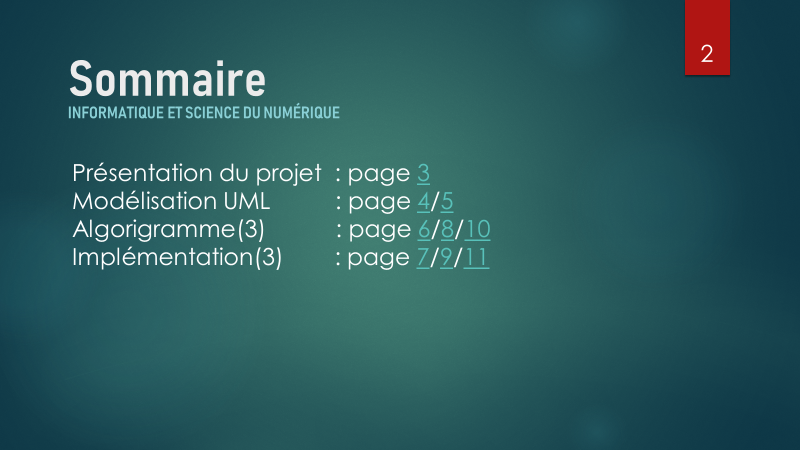 2
Sommaire
INFORMATIQUE ET SCIENCE DU NUMÉRIQUE
Présentation du projet : page 3
Modélisation UML : page 4/5
Algorigramme(3) : page 6/8/10
Implémentation(3) : page 7/9/11